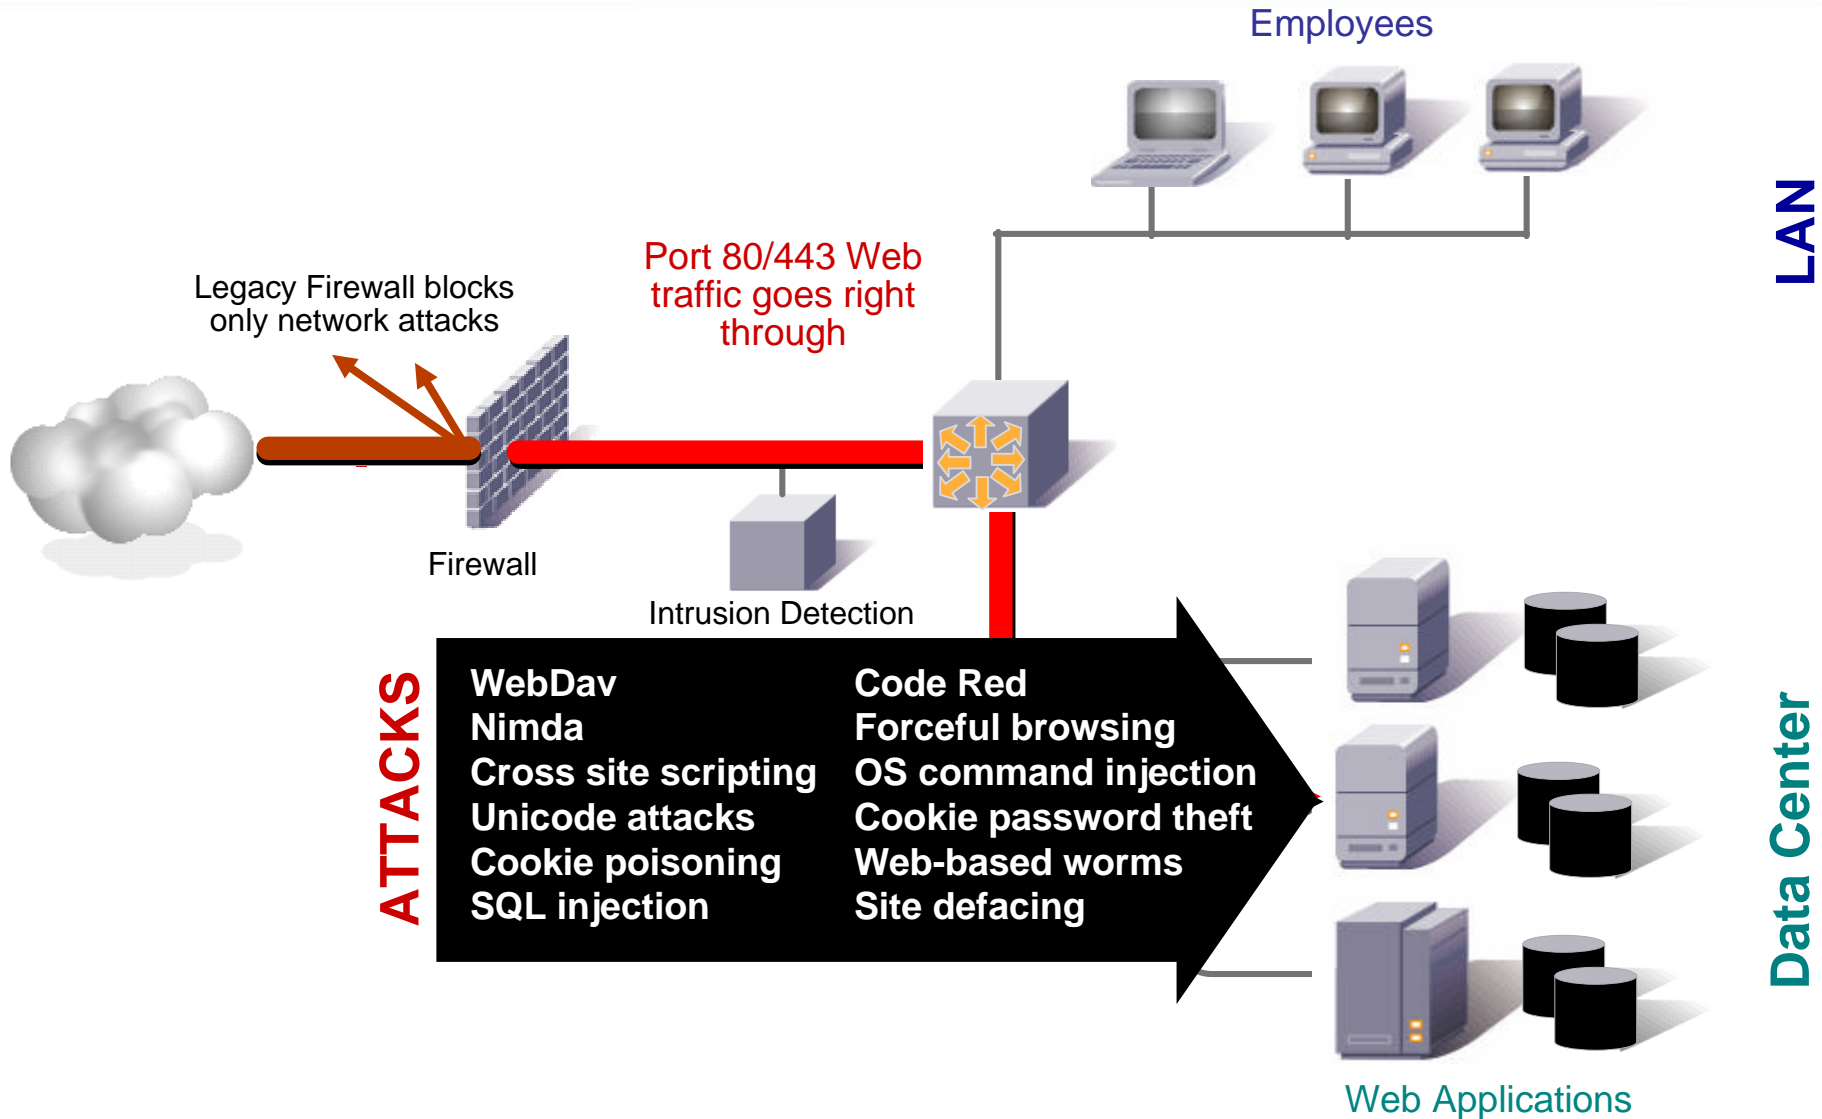 Employees
LAN
Port 80/443 Web
traffic goes right
through
Legacy Firewall blocks
only network attacks
Firewall
Intrusion Detection
ATTACKS
WebDav
Nimda
Cross site scripting
Unicode attacks
Cookie poisoning
SQL injection
Code Red
Forceful browsing
OS command injection
Cookie password theft
Web-based worms
Site defacing
Data Center
Web Applications